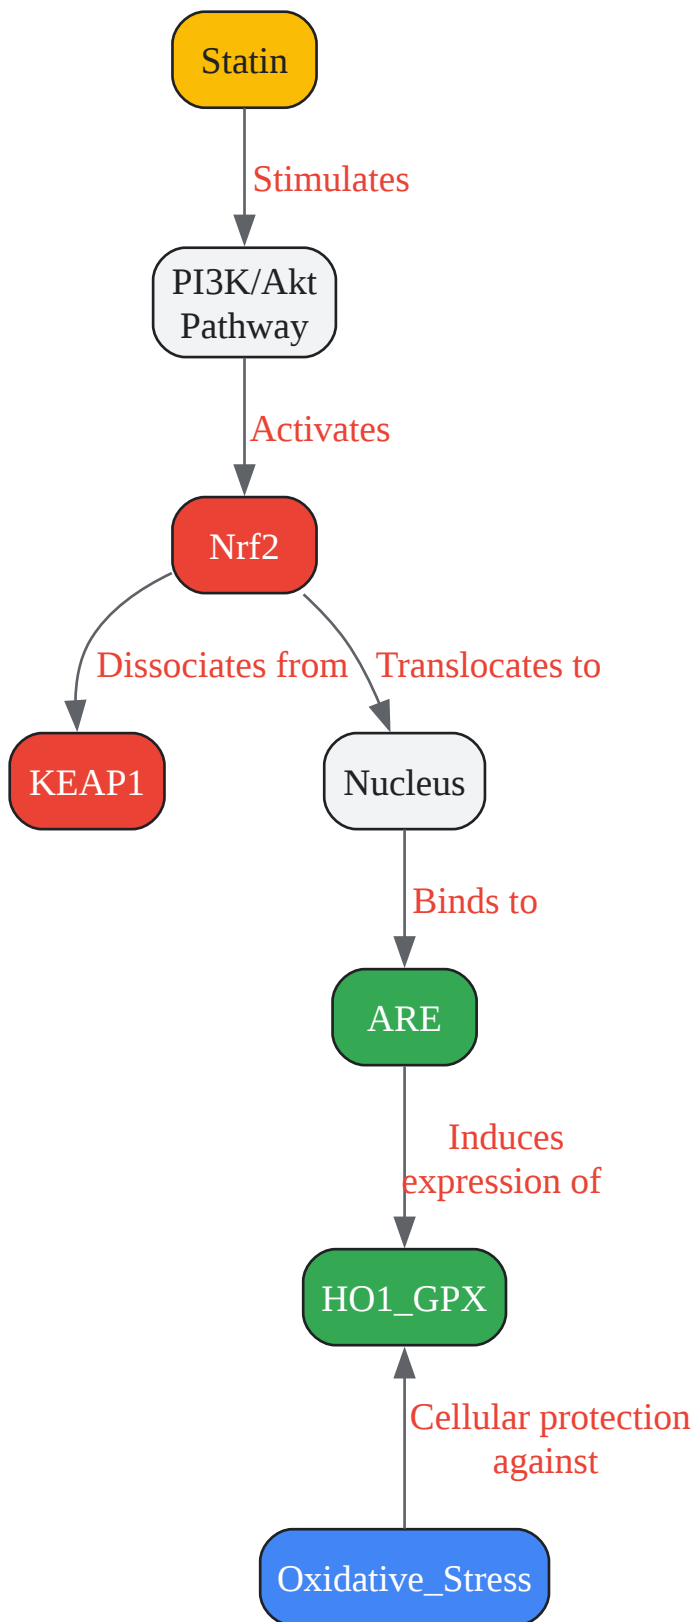 Statin
Stimulates
PI3K/Akt
Pathway
Activates
Nrf2
Dissociates from
Translocates to
KEAP1
Nucleus
Binds to
ARE
Induces
expression of
HO1_GPX
Cellular protection
against
Oxidative_Stress